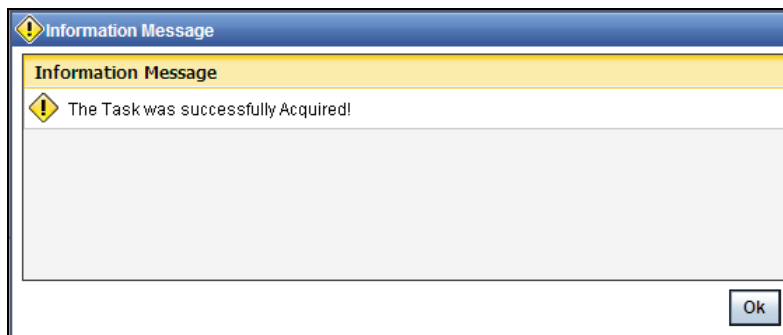 Information Message
Information Message
The Task was successfully Acquired!
Ok